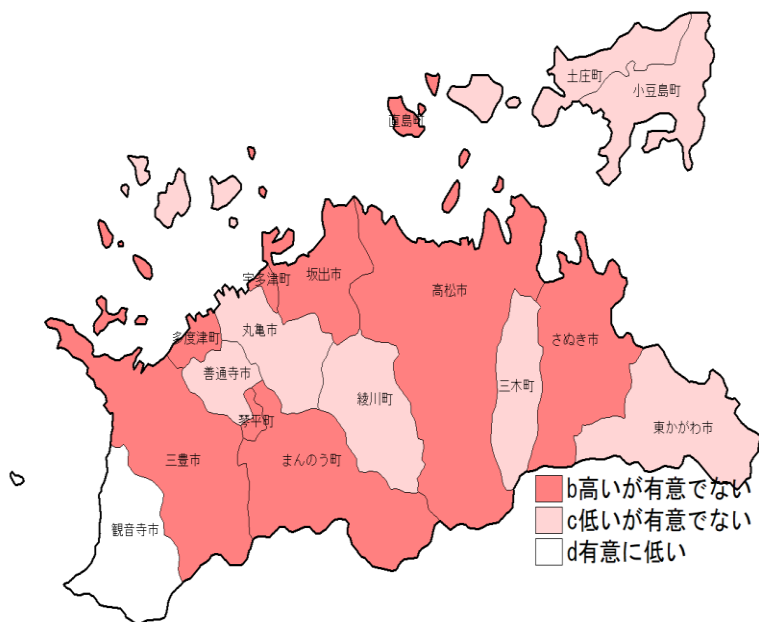 土庄町
小豆島町
直島町
宇多津町
坂出市
高松市
多度津町
丸亀市
さぬき市
善通寺市
三木町
綾川町
琴平町
東かがわ市
三豊市
まんのう町
観音寺市
b高いが有意でない
c低いが有意でない
d有意に低い